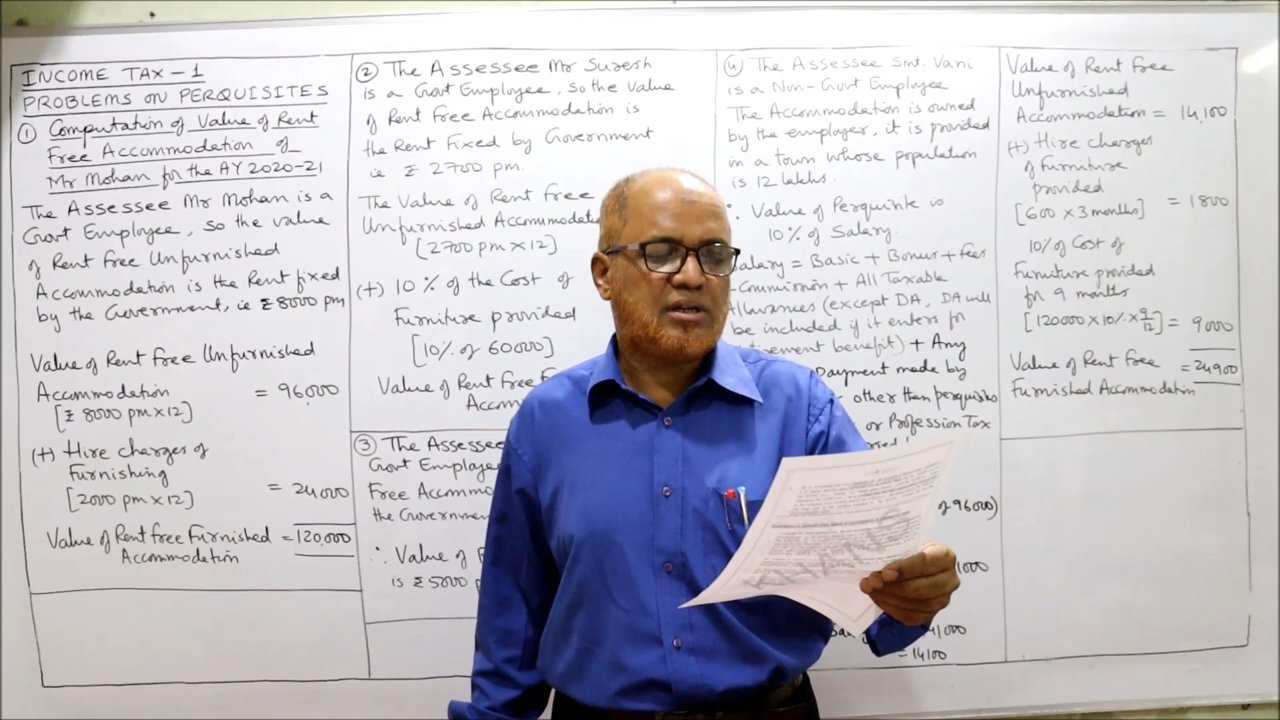 INCOME TAX - 1
PROBLEMS ON PERQUISITES
① Computation of Value of Rent
Free Accommodation of
Mr Mohan for the AY 2020-21
The Assessee Mr Mohan is a
Govt Employee, so the value
of Rent Free Unfurnished
Accommodation is the Rent fixed
by the Government, ie ₹ 8000 pm
Value of Rent Free Unfurnished
Accommodation = 96,000
[₹ 8000 pm × 12]
(+) Hire charges of
Furnishing
[2000 pm × 12] = 24,000
Value of Rent free Furnished = 120,000
Accommodation
② The Assessee Mr Suresh
is a Govt Employee, so the Value
of Rent Free Accommodation is
the Rent Fixed by Government
ie ₹ 2700 pm.
The Value of Rent Free
Unfurnished
[2700 pm × 12]
(+) 10% of the Cost of
Furniture provided
[10% of 60000]
Value of Rent Free
③ The Assessee
Govt
Free
the
∴ Value of
is ₹ 5000
④ The Assessee Smt. Vani
is a Non-Govt Employee
The Accommodation is owned
by the employer, it is provided
in a town whose population
is 12 lakhs.
∴ Value of Perquisite is
10% of Salary.
Salary = Basic + Bonus + Fees
Commission + All Taxable
Allowances (except DA, DA will
be included if it enters for
benefit) + Any
payment made by
other than perquisites
or Profession Tax
of 96000)
= 14100
Value of Rent Free
Unfurnished
Accommodation = 14,100
(+) Hire charges
of Furniture
provided
[600 × 3 months] = 1800
10% of Cost of
Furniture provided
for 9 months
[120000 × 10% × 9/12] = 9000
Value of Rent Free = 24900
Furnished Accommodation
KHANS